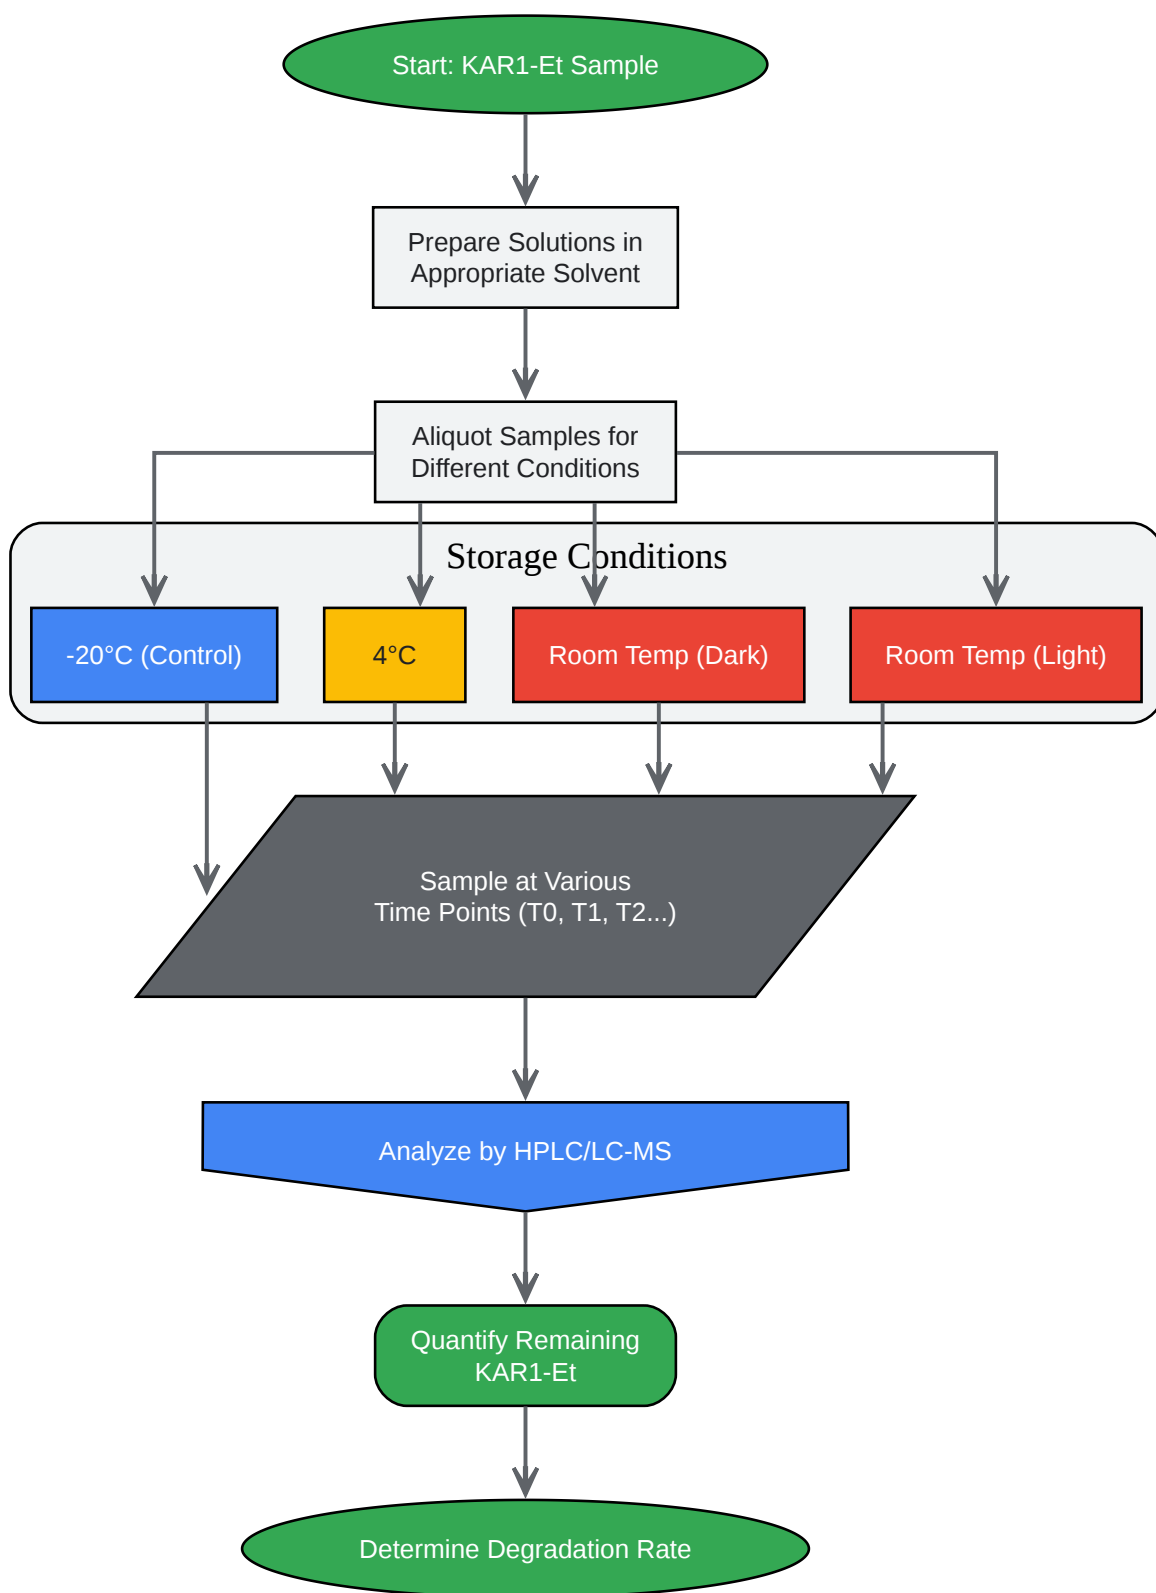 Start: KAR1-Et Sample
Prepare Solutions in
Appropriate Solvent
Aliquot Samples for
Different Conditions
Storage Conditions
-20°C (Control)
4°C
Room Temp (Dark)
Room Temp (Light)
Sample at Various
Time Points (T0, T1, T2...)
Analyze by HPLC/LC-MS
Quantify Remaining
KAR1-Et
Determine Degradation Rate